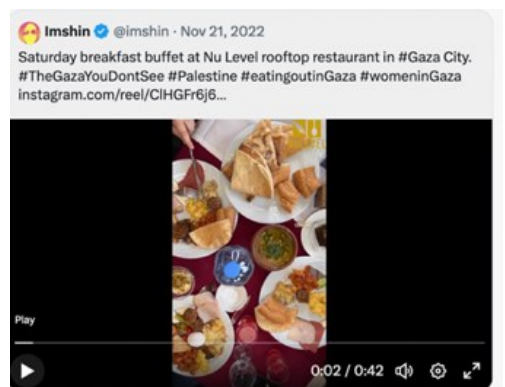 Imshin @imshin · Nov 21, 2022
Saturday breakfast buffet at Nu Level rooftop restaurant in #Gaza City.
#TheGazaYouDontSee #Palestine #eatingoutinGaza #womeninGaza
instagram.com/reel/ClHGFr6j6...
Play
0:02 / 0:42